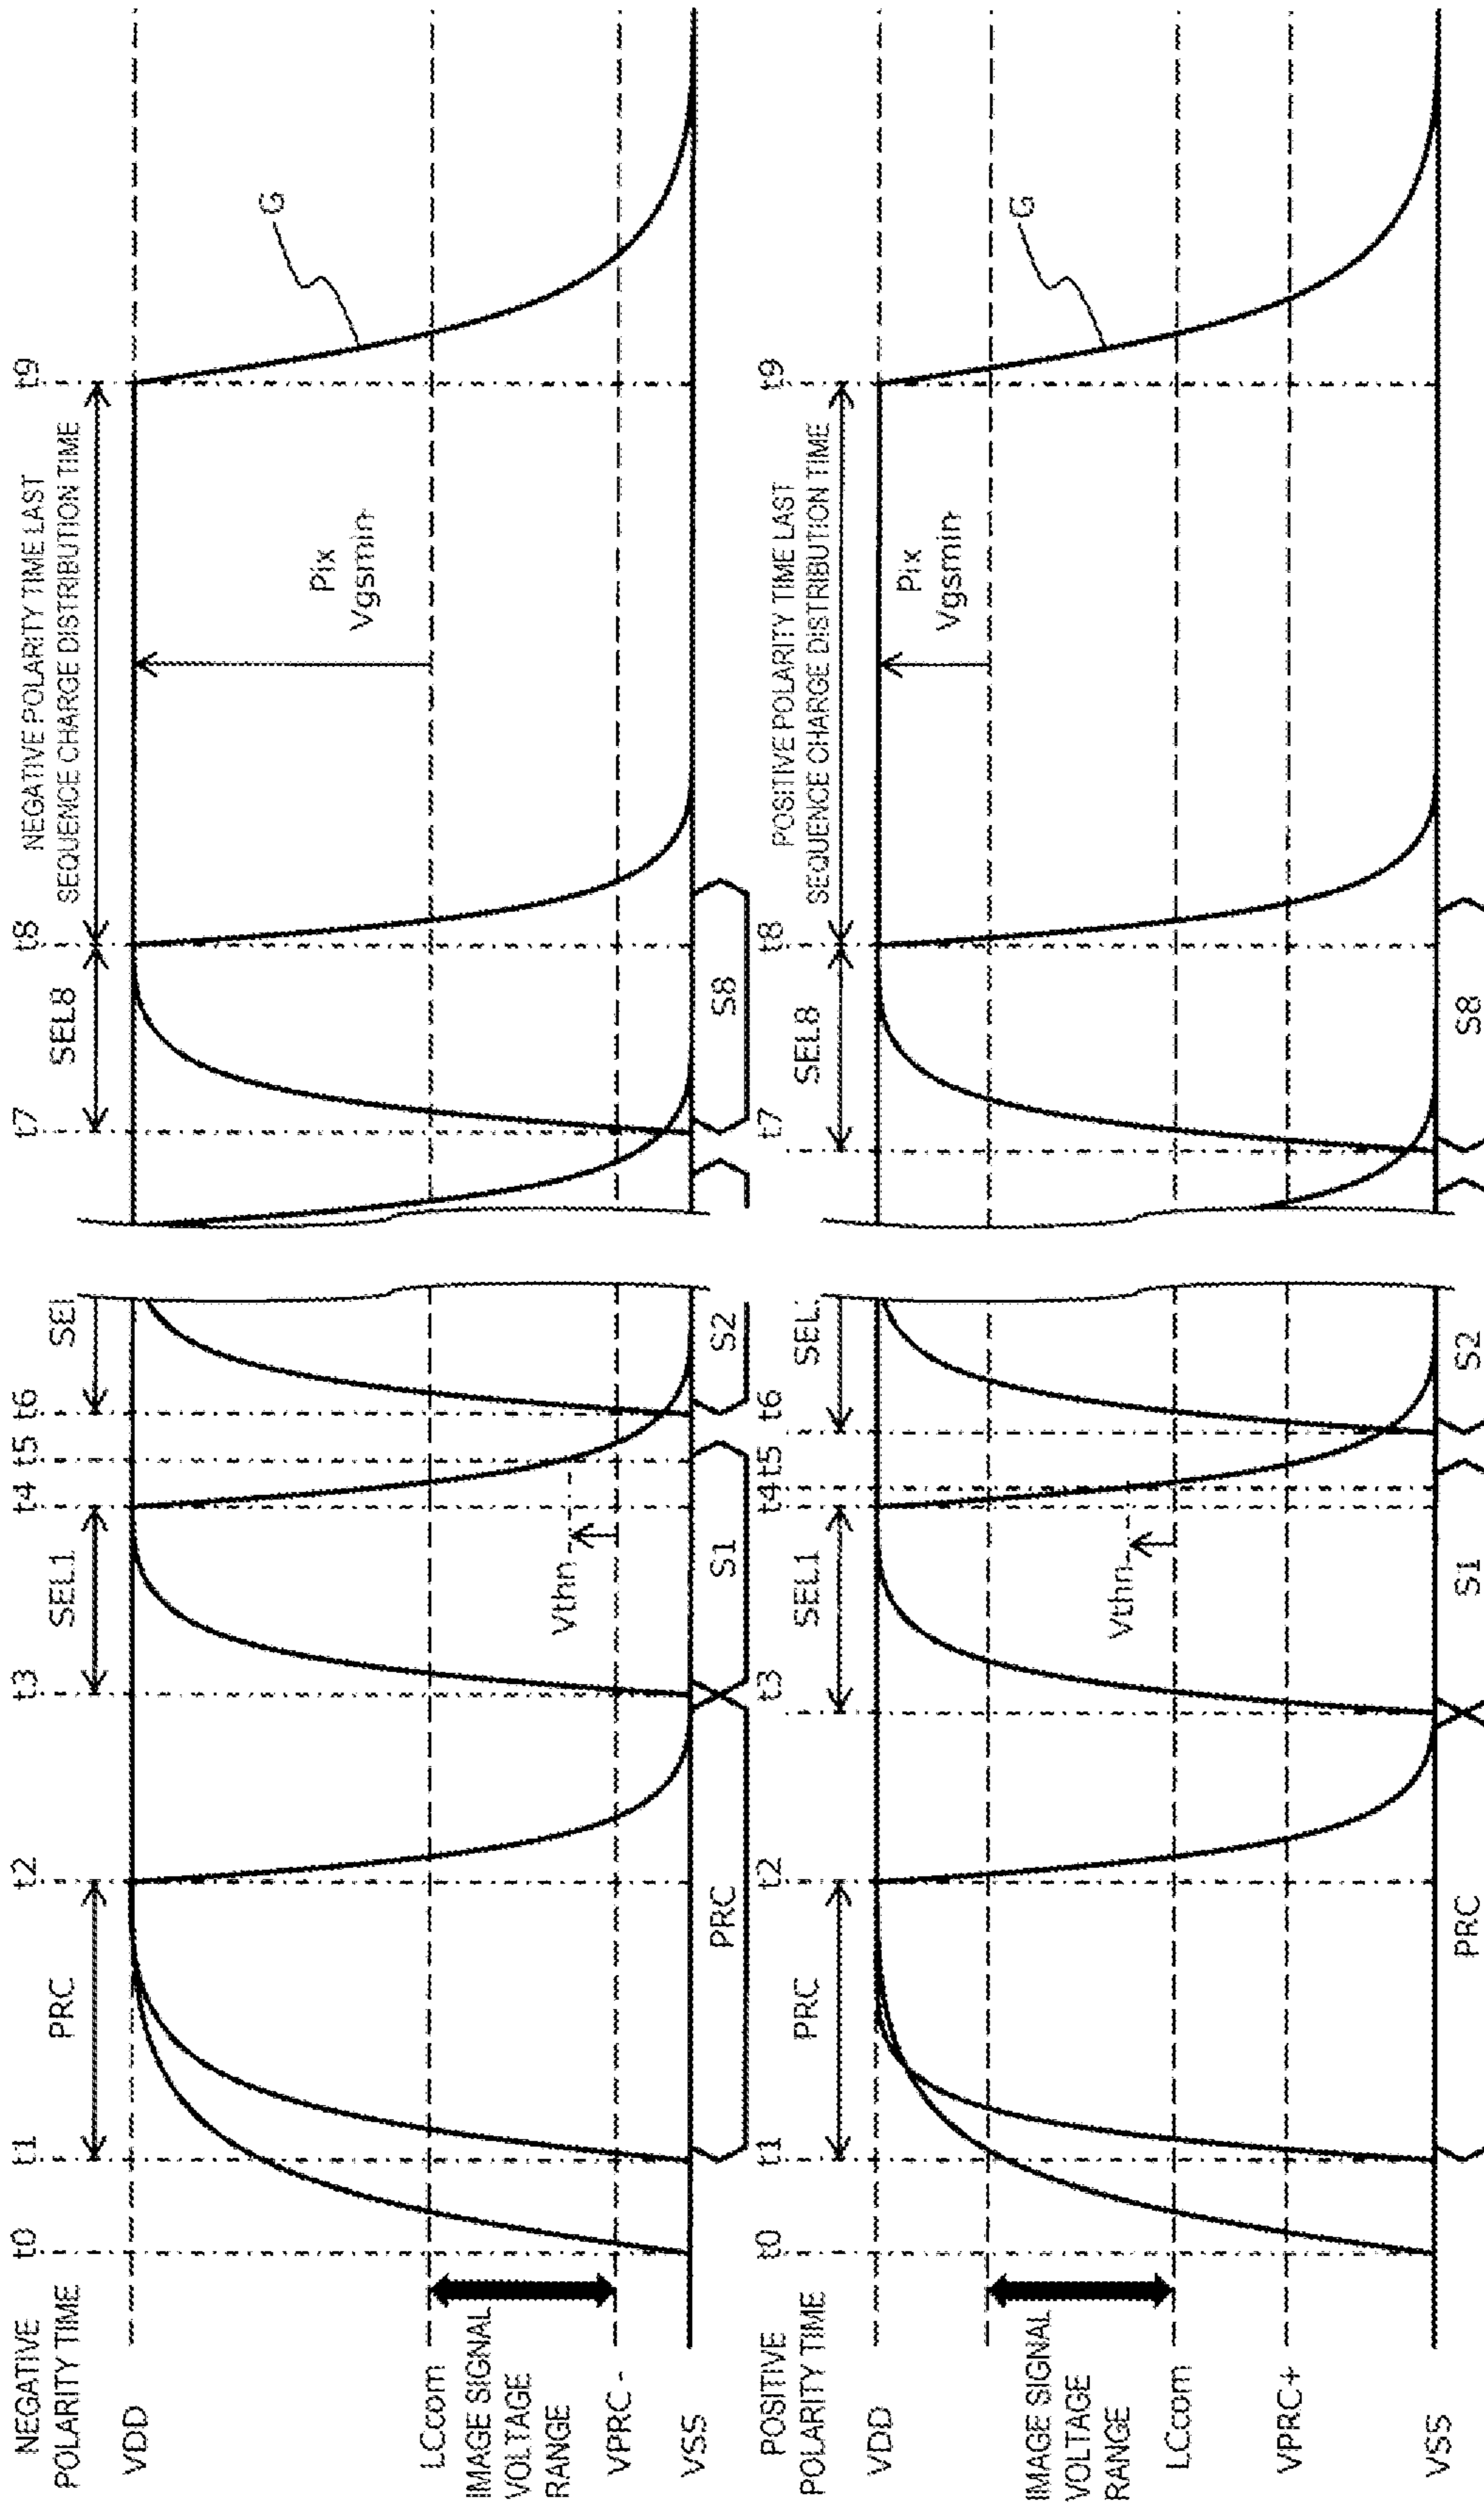 NEGATIVE
POLARITY TIME
t0
t1
t2
t3
t4
t5
t6
t7
t8
t9
PRC
SEL1
SEL8
NEGATIVE POLARITY TIME LAST
SEQUENCE CHARGE DISTRIBUTION TIME
VDD
LCcom
IMAGE SIGNAL
VOLTAGE
RANGE
VPRC -
VSS
Vthn
Pix
Vgsmin
G
PRC
S1
S2
S8
POSITIVE
POLARITY TIME
t0
t1
t2
t3
t4
t5
t6
t7
t8
t9
PRC
SEL1
SEL8
POSITIVE POLARITY TIME LAST
SEQUENCE CHARGE DISTRIBUTION TIME
VDD
IMAGE SIGNAL
VOLTAGE
RANGE
LCcom
VPRC+
VSS
Vthn
Pix
Vgsmin
G
PRC
S1
S2
S8